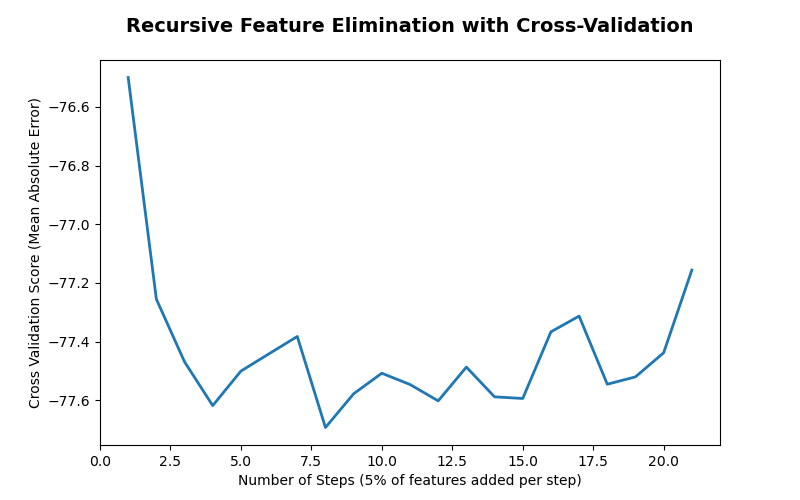 Recursive Feature Elimination with Cross-Validation
Cross Validation Score (Mean Absolute Error)
−76.6
−76.8
−77.0
−77.2
−77.4
−77.6
0.0 2.5 5.0 7.5 10.0 12.5 15.0 17.5 20.0
Number of Steps (5% of features added per step)